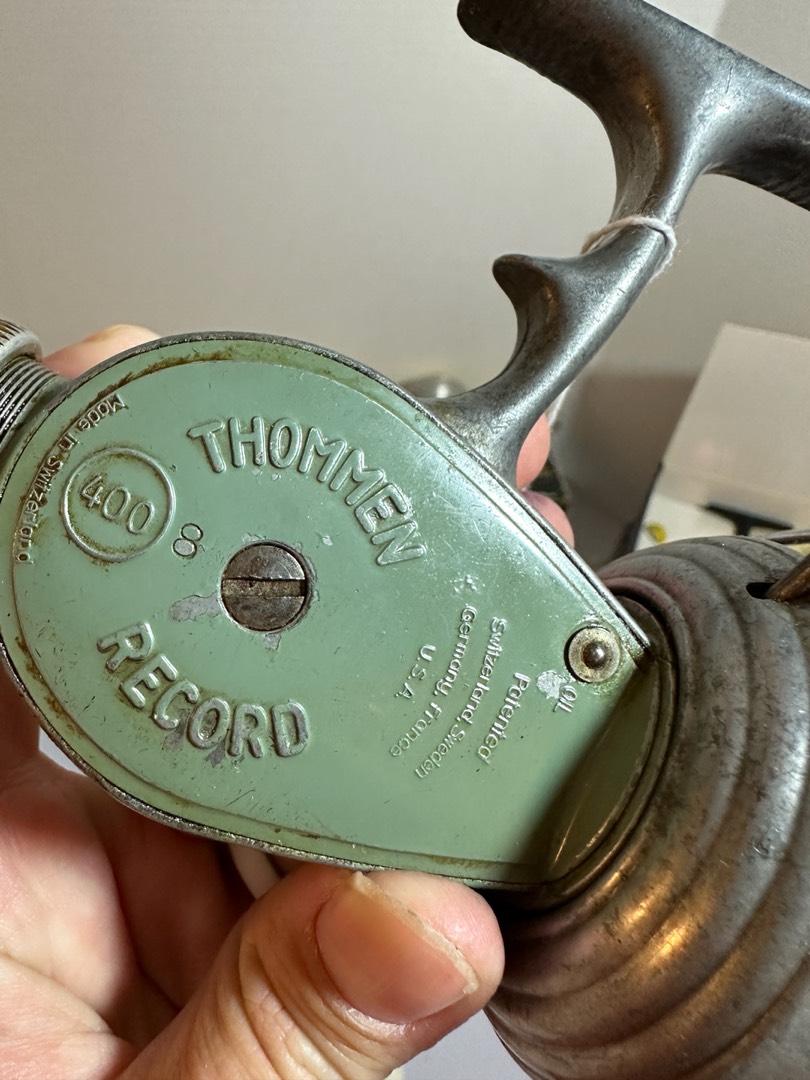 THOMMEN
RECORD
400
8
Made in Switzerland
OIL
Patented
Switzerland, Sweden
Germany, France
U.S.A.